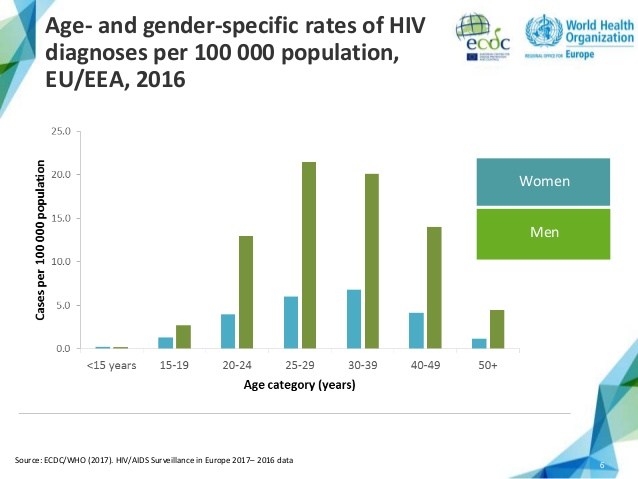 Age- and gender-specific rates of HIV
diagnoses per 100 000 population,
EU/EEA, 2016
ecdc
World Health
Organization
REGIONAL OFFICE FOR Europe
25.0
20.0
15.0
10.0
5.0
0.0
Cases per 100 000 population
<15 years 15-19 20-24 25-29 30-39 40-49 50+
Age category (years)
Women
Men
Source: ECDC/WHO (2017). HIV/AIDS Surveillance in Europe 2017– 2016 data
6